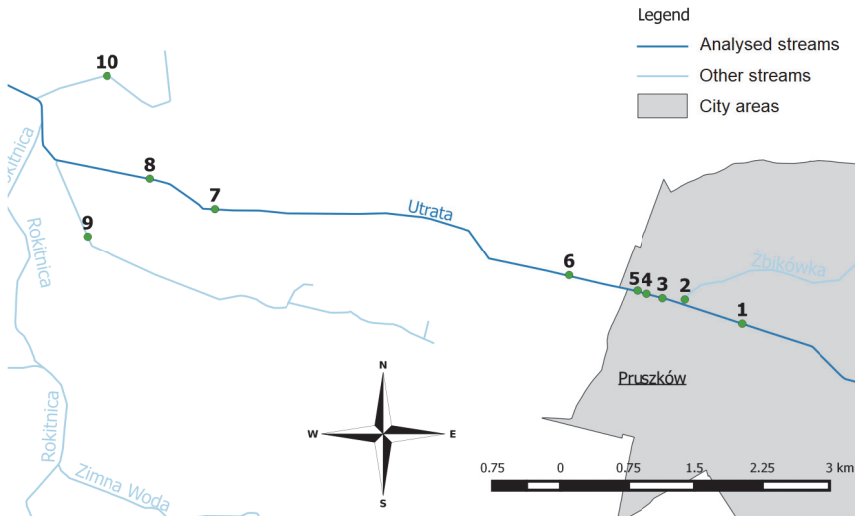 Legend
Analysed streams
Other streams
City areas
10
okitnica
8
7
9
Rokitnica
Utrata
6
5
4
3
2
Żbikówka
1
Pruszków
N
W
E
S
Rokitnica
Zimna Woda
0.75
0
0.75
1.5
2.25
3 km